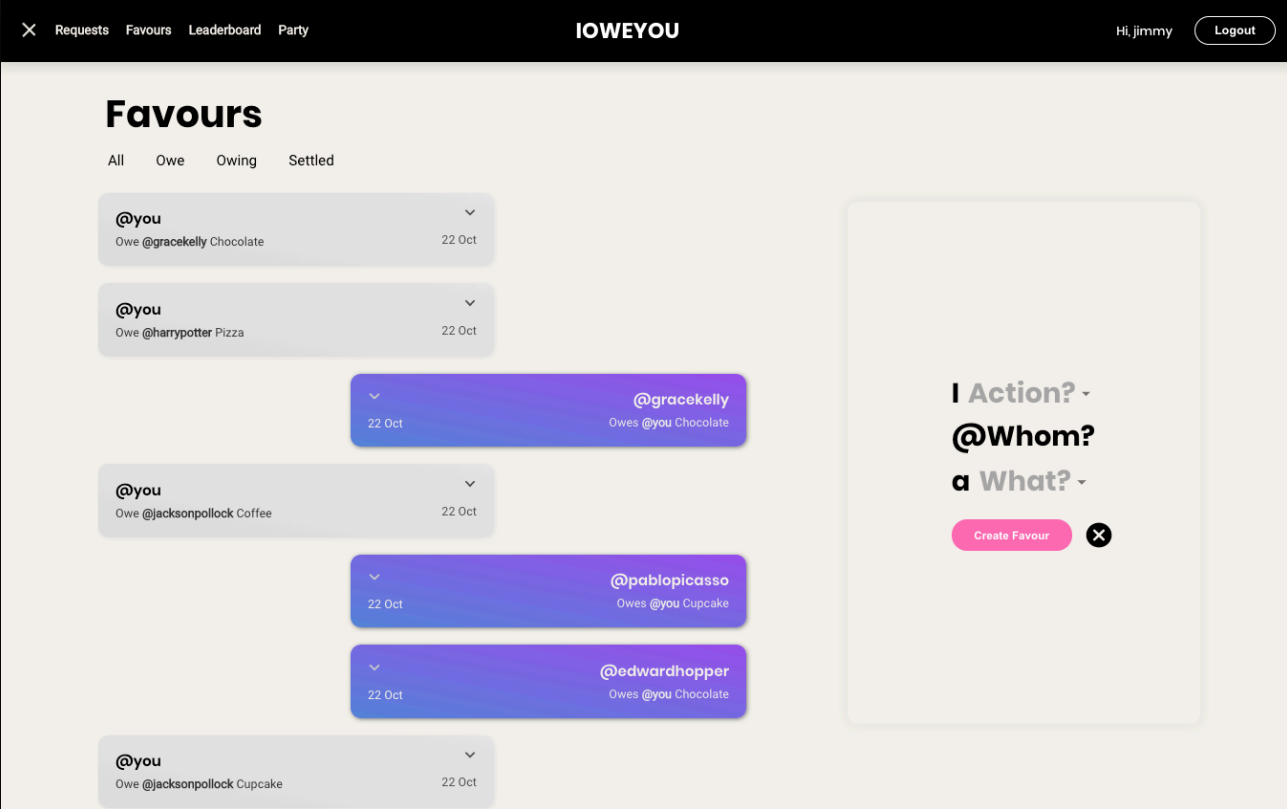 Requests Favours Leaderboard Party IOWEYOU Hi, jimmy Logout
Favours
All Owe Owing Settled
@you
Owe @gracekelly Chocolate 22 Oct
@you
Owe @harrypotter Pizza 22 Oct
@gracekelly
22 Oct Owes @you Chocolate
@you
Owe @jacksonpollock Coffee 22 Oct
@pablopicasso
22 Oct Owes @you Cupcake
@edwardhopper
22 Oct Owes @you Chocolate
@you
Owe @jacksonpollock Cupcake 22 Oct
I Action?
@Whom?
a What?
Create Favour